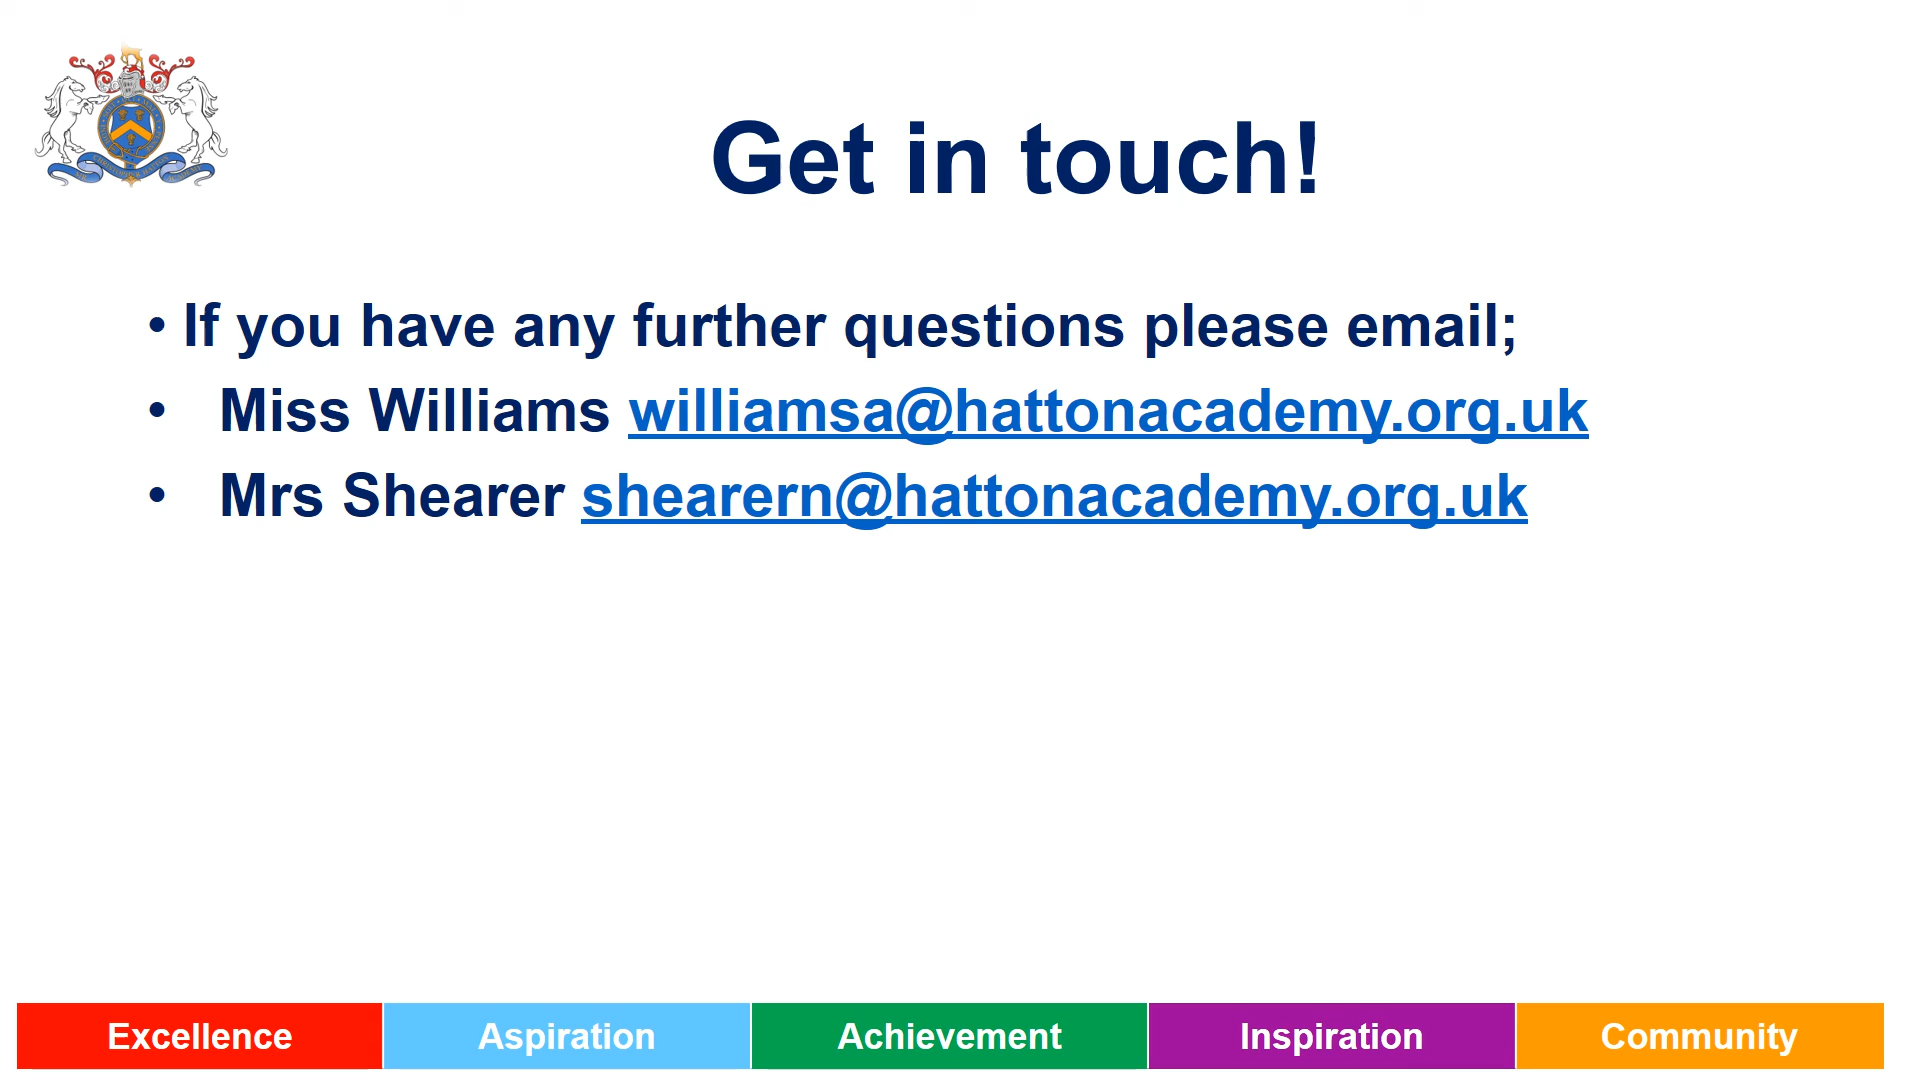 Get in touch!
• If you have any further questions please email;
• Miss Williams williamsa@hattonacademy.org.uk
• Mrs Shearer shearern@hattonacademy.org.uk
Excellence Aspiration Achievement Inspiration Community